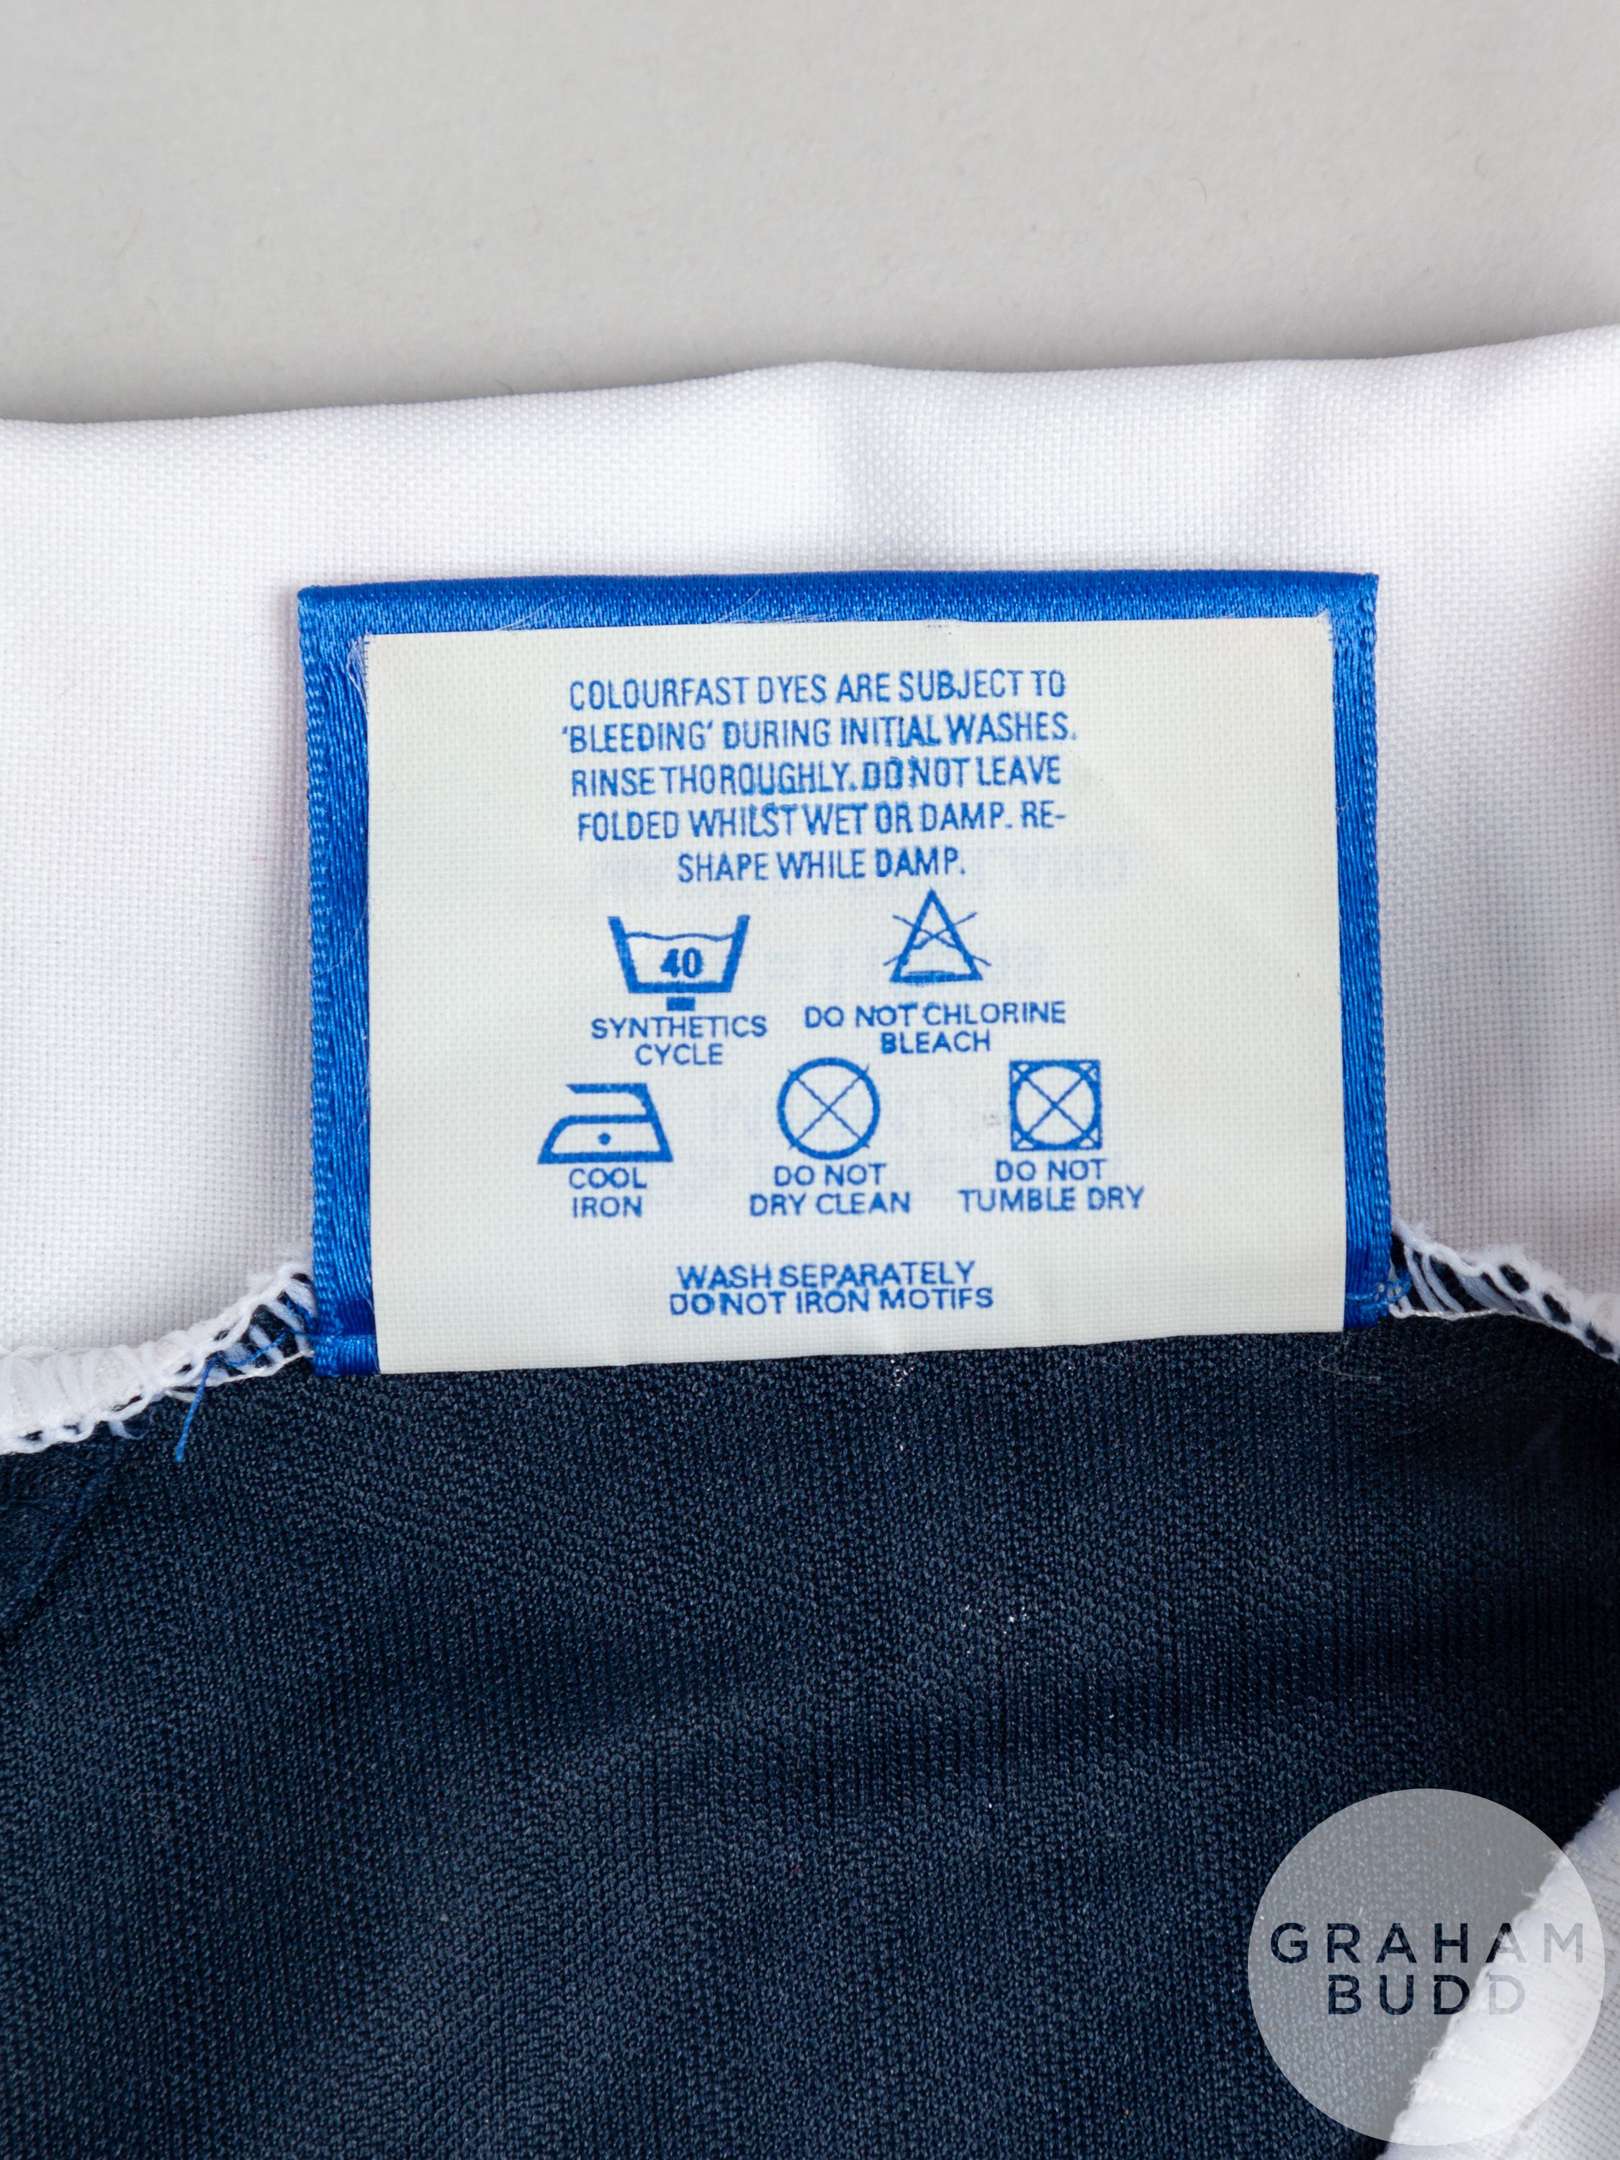 COLOURFAST DYES ARE SUBJECT TO
'BLEEDING' DURING INITIAL WASHES.
RINSE THOROUGHLY. DO NOT LEAVE
FOLDED WHILST WET OR DAMP. RE-
SHAPE WHILE DAMP.
40
SYNTHETICS
CYCLE
DO NOT CHLORINE
BLEACH
COOL
IRON
DO NOT
DRY CLEAN
DO NOT
TUMBLE DRY
WASH SEPARATELY
DO NOT IRON MOTIFS
GRAHAM
BUDD